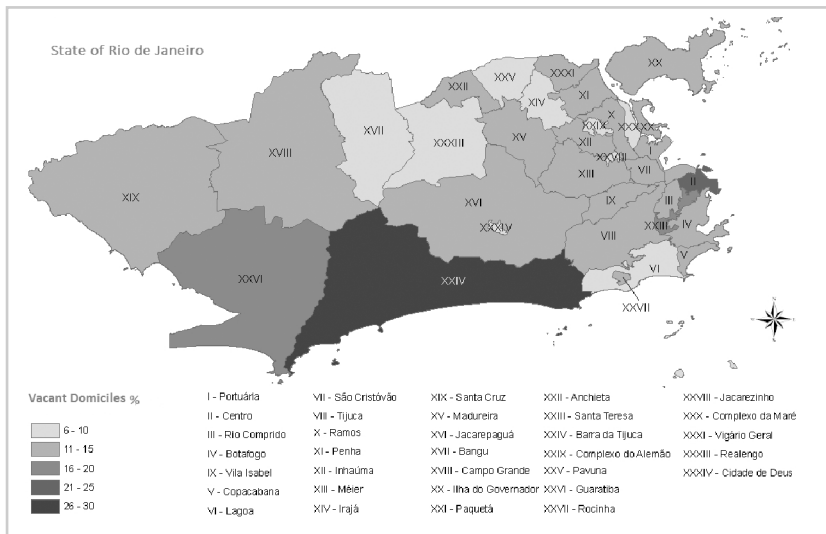 State of Rio de Janeiro
XX
XXXI
XXV
XXII
XI
XIV
X
XVII
XXIX
XXX
XV
XXXIII
XII
I
XXVIII
XVIII
VII
XIII
II
XIX
IX
III
XVI
XXXIV
XXIII
IV
VIII
V
VI
XXVI
XXIV
XXVII
Vacant Domiciles %
6 - 10
11 - 15
16 - 20
21 - 25
26 - 30
I - Portuária
II - Centro
III - Rio Comprido
IV - Botafogo
IX - Vila Isabel
V - Copacabana
VI - Lagoa
VII - São Cristóvão
VIII - Tijuca
X - Ramos
XI - Penha
XII - Inhaúma
XIII - Méier
XIV - Irajá
XIX - Santa Cruz
XV - Madureira
XVI - Jacarepaguá
XVII - Bangu
XVIII - Campo Grande
XX - Ilha do Governador
XXI - Paquetá
XXII - Anchieta
XXIII - Santa Teresa
XXIV - Barra da Tijuca
XXIX - Complexo do Alemão
XXV - Pavuna
XXVI - Guaratiba
XXVII - Rocinha
XXVIII - Jacarezinho
XXX - Complexo da Maré
XXXI - Vigário Geral
XXXIII - Realengo
XXXIV - Cidade de Deus